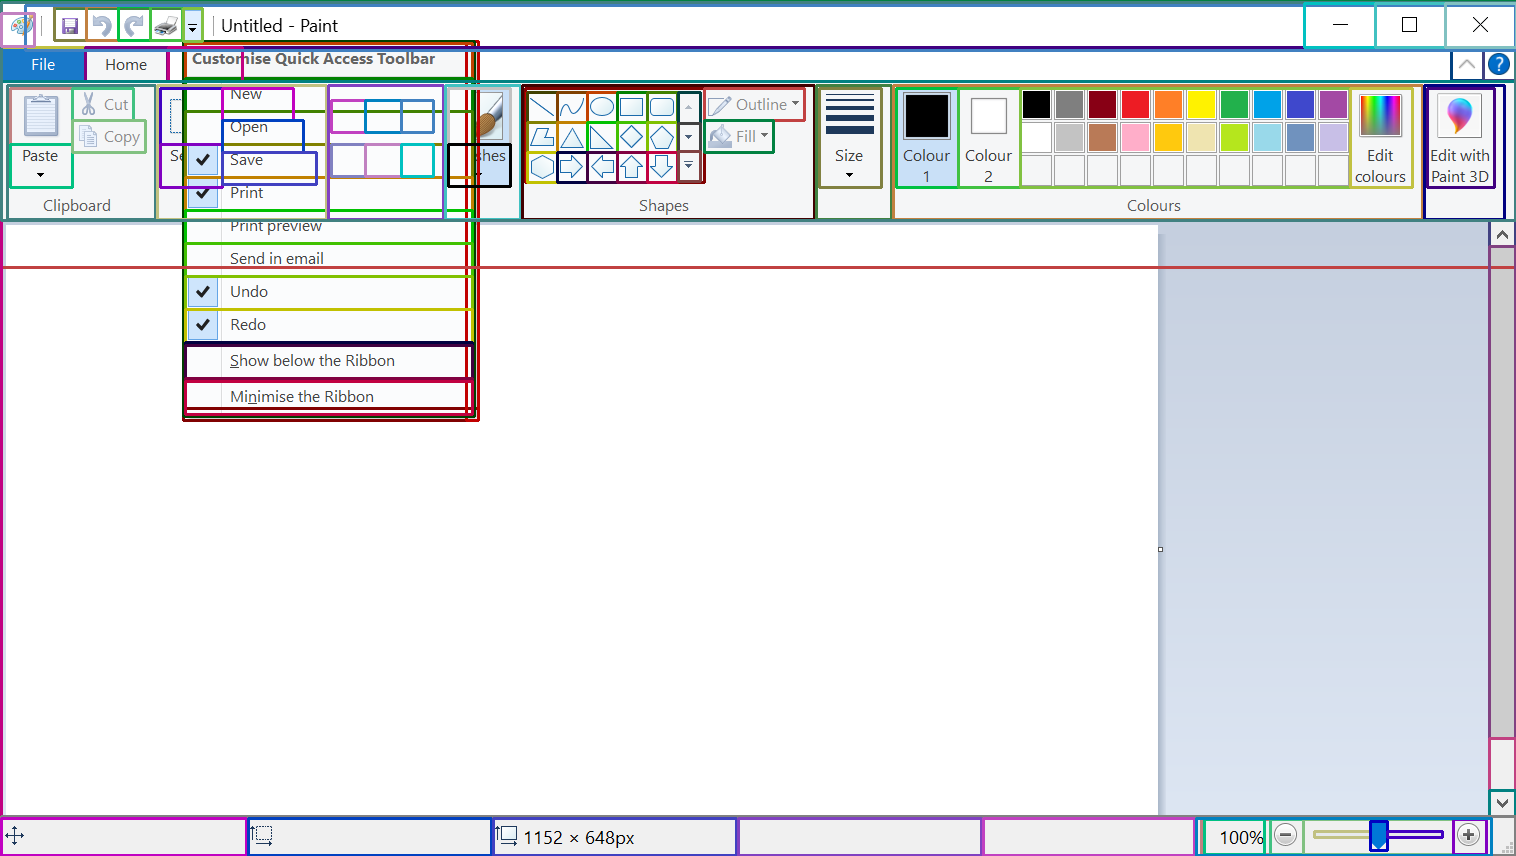 Untitled - Paint
File
Home
Customise Quick Access Toolbar
New
Open
Save
Print
Print preview
Send in email
Undo
Redo
Show below the Ribbon
Minimise the Ribbon
Paste
Cut
Copy
Clipboard
Outline
Fill
Shapes
Size
Colour
1
Colour
2
Edit
colours
Colours
Edit with
Paint 3D
1152 × 648px
100%